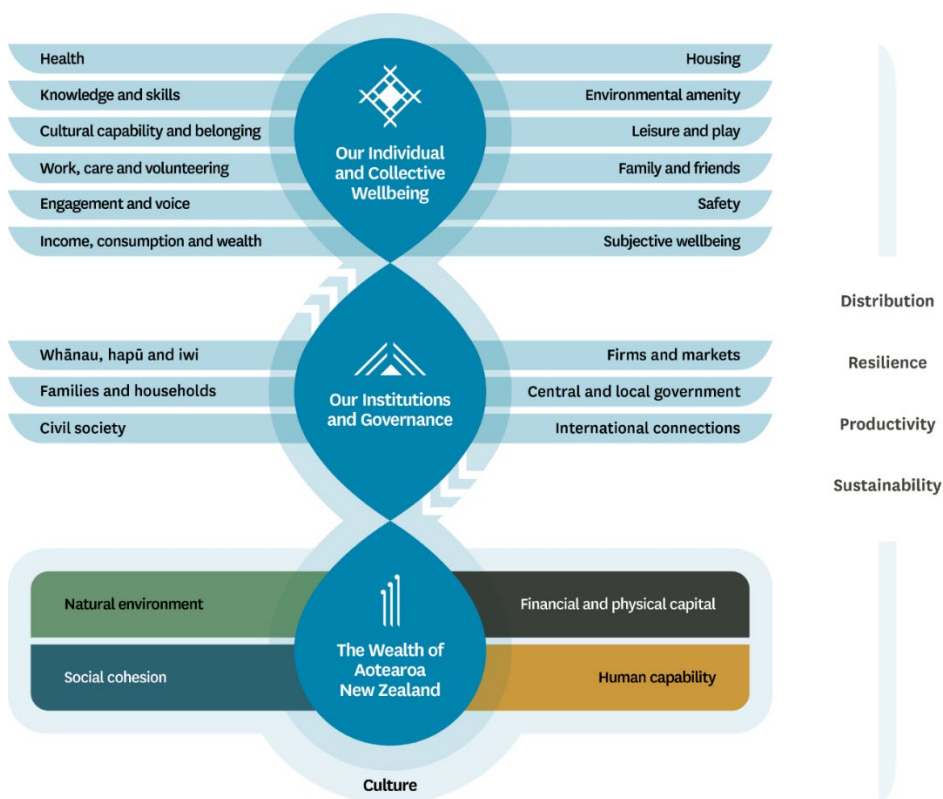 Health
Housing
Knowledge and skills
Environmental amenity
Cultural capability and belonging
Leisure and play
Our Individual
and Collective
Wellbeing
Work, care and volunteering
Family and friends
Engagement and voice
Safety
Income, consumption and wealth
Subjective wellbeing
Distribution
Whānau, hapū and iwi
Firms and markets
Resilience
Families and households
Central and local government
Our Institutions
and Governance
Civil society
International connections
Productivity
Sustainability
Natural environment
Financial and physical capital
The Wealth of
Aotearoa
New Zealand
Social cohesion
Human capability
Culture